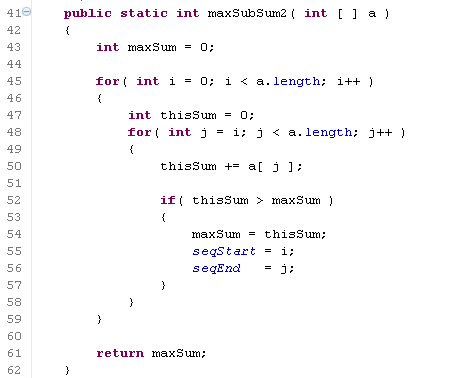 41 public static int maxSubSum2( int [ ] a )
42 {
43 int maxSum = 0;
44
45 for( int i = 0; i < a.length; i++ )
46 {
47 int thisSum = 0;
48 for( int j = i; j < a.length; j++ )
49 {
50 thisSum += a[ j ];
51
52 if( thisSum > maxSum )
53 {
54 maxSum = thisSum;
55 seqStart = i;
56 seqEnd   = j;
57 }
58 }
59 }
60
61 return maxSum;
62 }